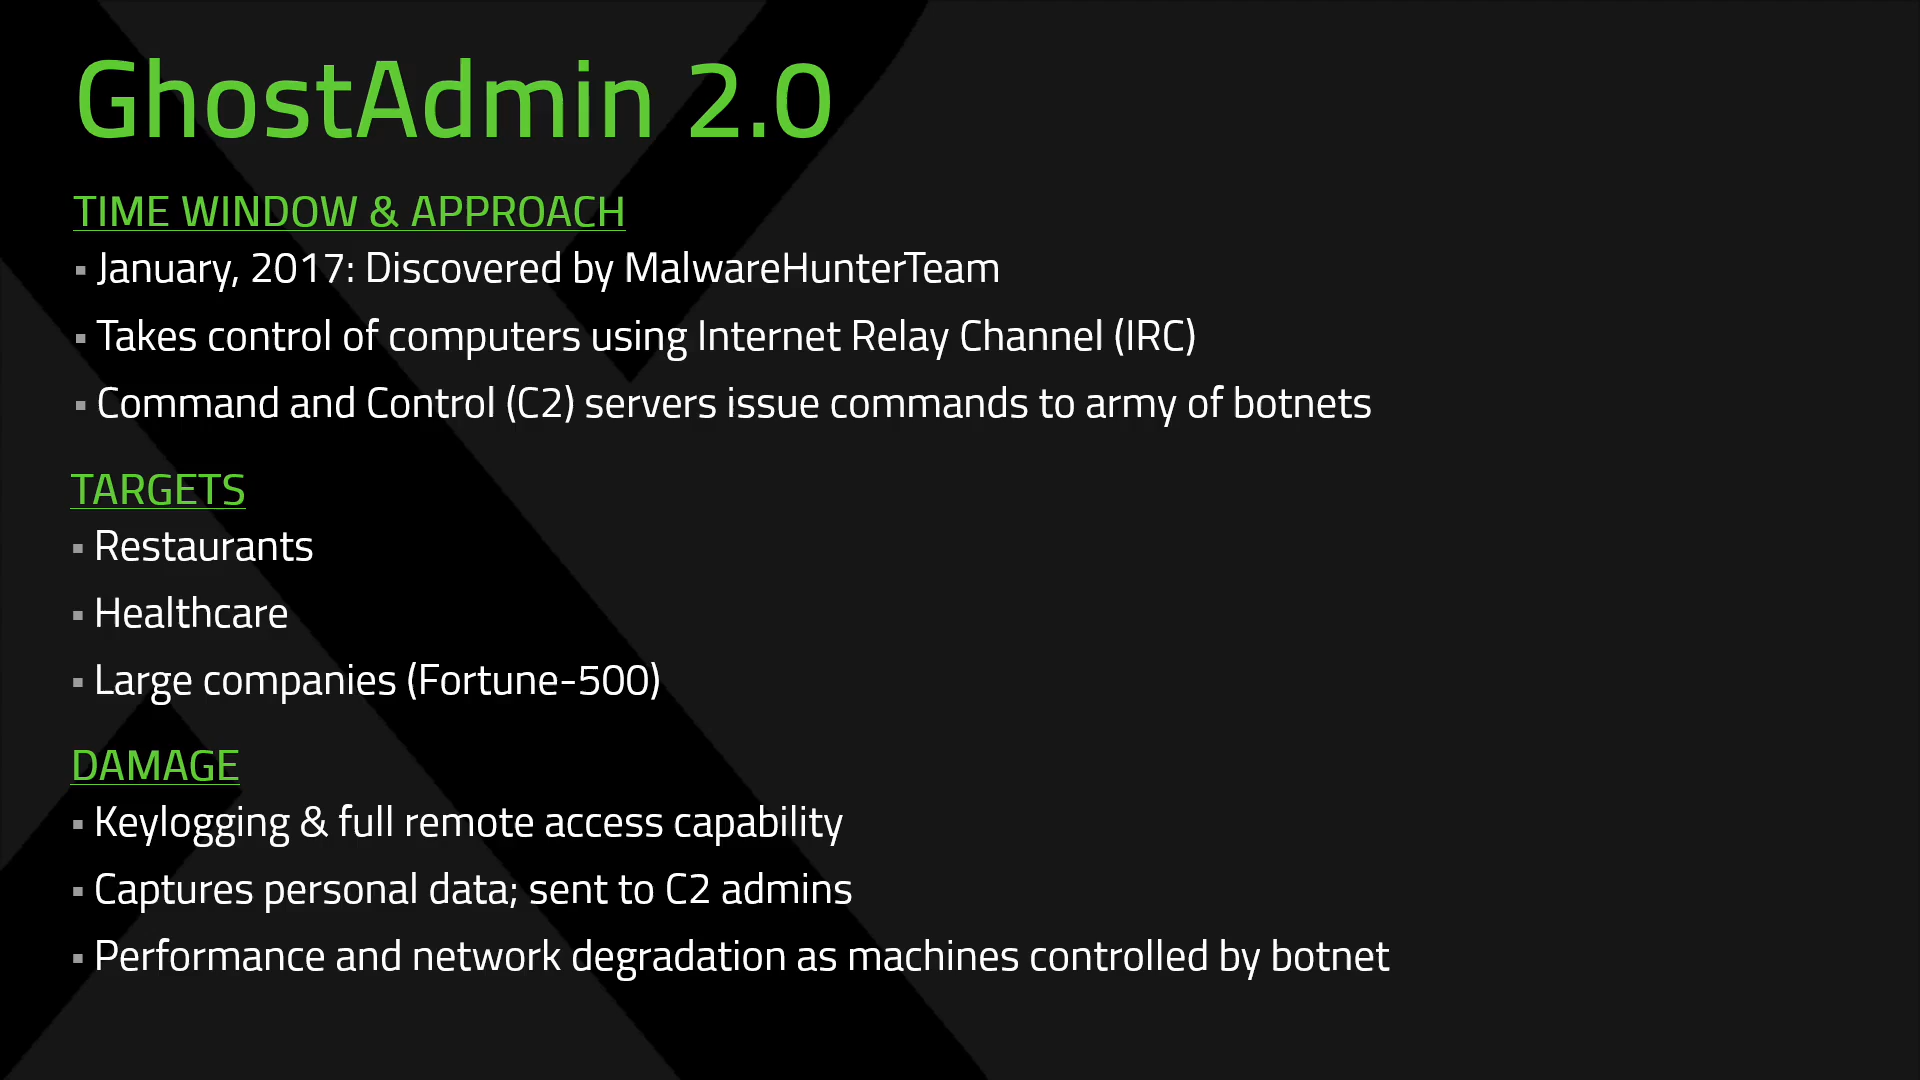 GhostAdmin 2.0
TIME WINDOW & APPROACH
▪ January, 2017: Discovered by MalwareHunterTeam
▪ Takes control of computers using Internet Relay Channel (IRC)
▪ Command and Control (C2) servers issue commands to army of botnets
TARGETS
▪ Restaurants
▪ Healthcare
▪ Large companies (Fortune-500)
DAMAGE
▪ Keylogging & full remote access capability
▪ Captures personal data; sent to C2 admins
▪ Performance and network degradation as machines controlled by botnet